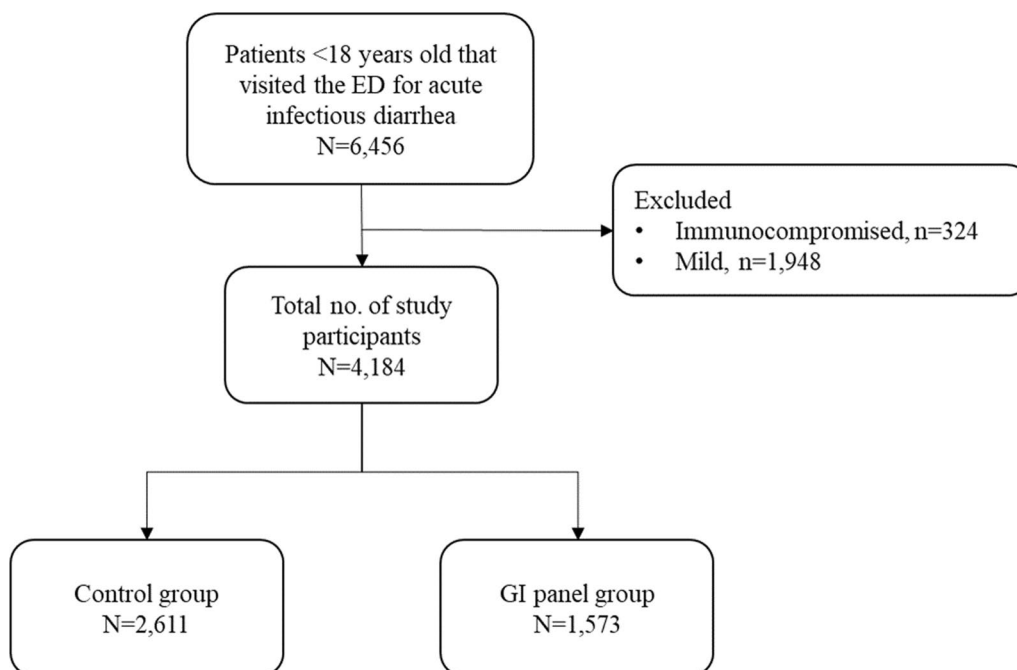 Patients <18 years old that
visited the ED for acute
infectious diarrhea
N=6,456
Excluded
• Immunocompromised, n=324
• Mild, n=1,948
Total no. of study
participants
N=4,184
Control group
N=2,611
GI panel group
N=1,573